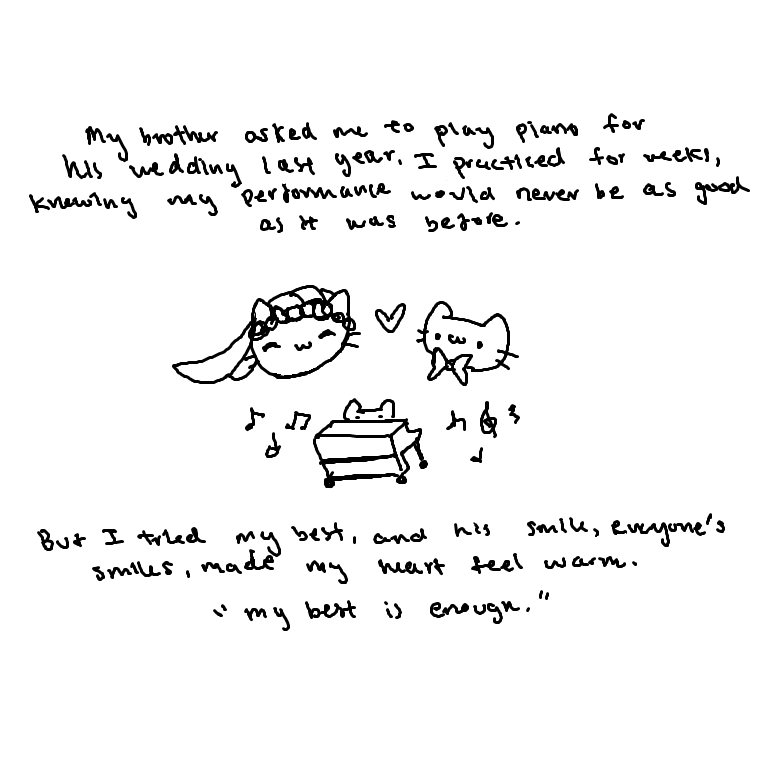 My brother asked me to play piano for
his wedding last year. I practiced for weeks,
knowing my performance would never be as good
as it was before.
But I tried my best, and his smile, everyone's
smiles, made my heart feel warm.
"my best is enough."